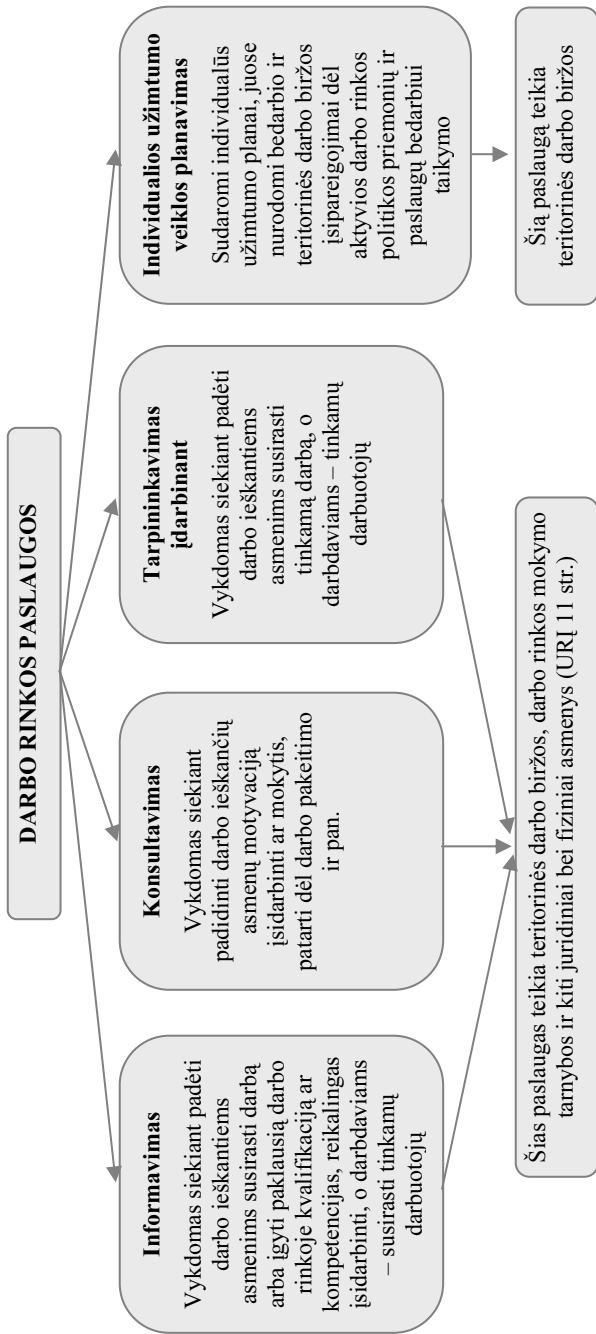 DARBO RINKOS PASLAUGOS
Informavimas
Vykdomas siekiant padėti
darbo ieškantiems
asmenims susirasti darbą
arba įgyti paklausią darbo
rinkoje kvalifikaciją ar
kompetencijas, reikalingas
įsidarbinti, o darbdaviams
– susirasti tinkamų
darbuotojų
Konsultavimas
Vykdomas siekiant
padidinti darbo ieškančių
asmenų motyvaciją
įsidarbinti ar mokytis,
patarti dėl darbo pakeitimo
ir pan.
Tarpininkavimas
įdarbinant
Vykdomas siekiant padėti
darbo ieškantiems
asmenims susirasti
tinkamą darbą, o
darbdaviams – tinkamų
darbuotojų
Individualios užimtumo
veiklos planavimas
Sudaromi individualūs
užimtumo planai, juose
nurodomi bedarbio ir
teritorinės darbo biržos
įsipareigojimai dėl
aktyvios darbo rinkos
politikos priemonių ir
paslaugų bedarbiui
taikymo
Šias paslaugas teikia teritorinės darbo biržos, darbo rinkos mokymo
tarnybos ir kiti juridiniai bei fiziniai asmenys (URĮ 11 str.)
Šią paslaugą teikia
teritorinės darbo biržos